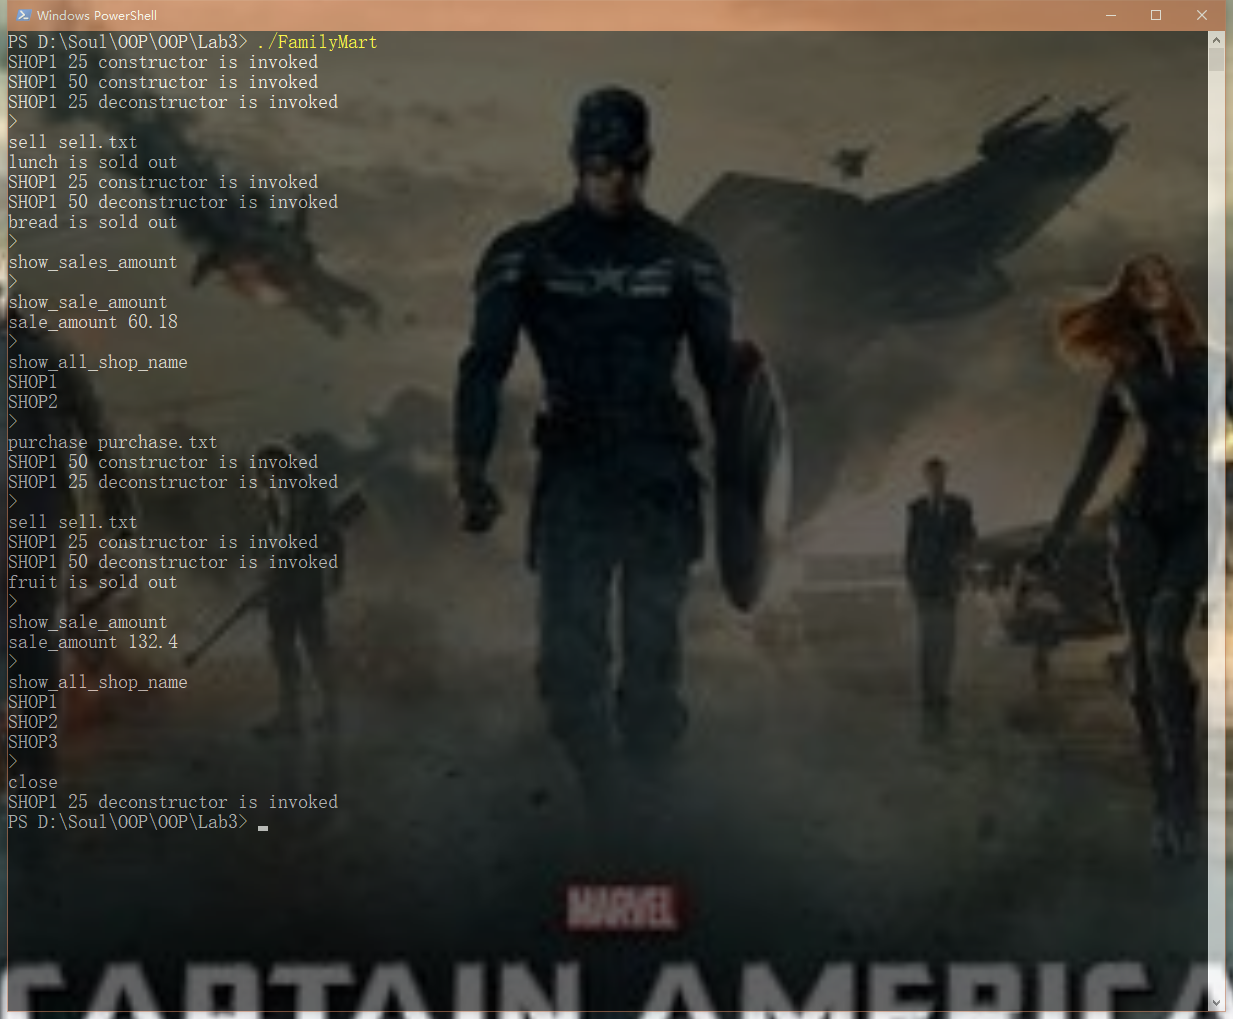 Windows PowerShell
PS D:\Soul\OOP\OOP\Lab3> ./FamilyMart
SHOP1 25 constructor is invoked
SHOP1 50 constructor is invoked
SHOP1 25 deconstructor is invoked
>
sell sell.txt
lunch is sold out
SHOP1 25 constructor is invoked
SHOP1 50 deconstructor is invoked
bread is sold out
>
show_sales_amount
>
show_sale_amount
sale_amount 60.18
>
show_all_shop_name
SHOP1
SHOP2
>
purchase purchase.txt
SHOP1 50 constructor is invoked
SHOP1 25 deconstructor is invoked
>
sell sell.txt
SHOP1 25 constructor is invoked
SHOP1 50 deconstructor is invoked
fruit is sold out
>
show_sale_amount
sale_amount 132.4
>
show_all_shop_name
SHOP1
SHOP2
SHOP3
>
close
SHOP1 25 deconstructor is invoked
PS D:\Soul\OOP\OOP\Lab3>
MARVEL
CAPTAIN AMERICA